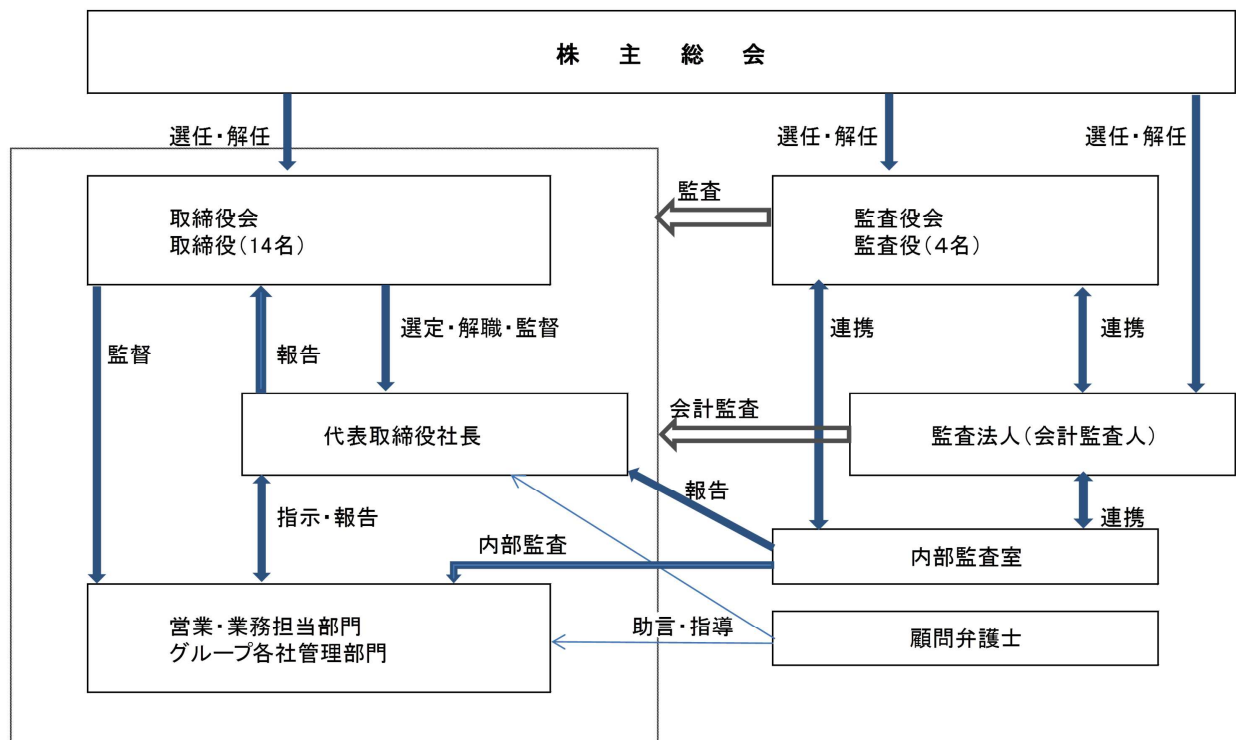 株主総会
選任・解任
選任・解任
選任・解任
監査
取締役会
取締役(14名)
監査役会
監査役(4名)
監督
報告
選定・解職・監督
連携
連携
会計監査
代表取締役社長
監査法人(会計監査人)
指示・報告
報告
連携
内部監査
内部監査室
営業・業務担当部門
グループ各社管理部門
助言・指導
顧問弁護士